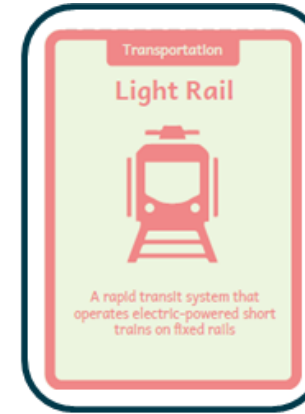 Transportation
Light Rail
A rapid transit system that
operates electric-powered short
trains on fixed rails